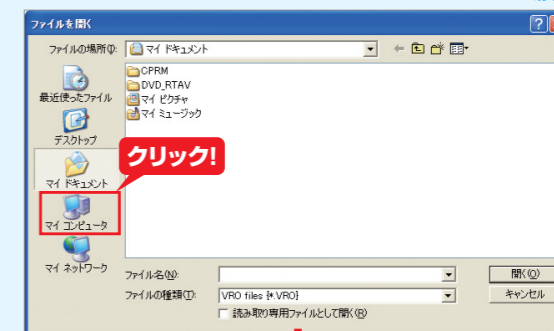 ファイルを開く
ファイルの場所(I):
マイ ドキュメント
CPRM
DVD_RTAV
マイ ピクチャ
マイ ミュージック
最近使ったファイル
デスクトップ
クリック!
マイ ドキュメント
マイ コンピュータ
マイ ネットワーク
ファイル名(N):
開く(O)
ファイルの種類(T):
VRO files {*.VRO}
キャンセル
読み取り専用ファイルとして開く(R)